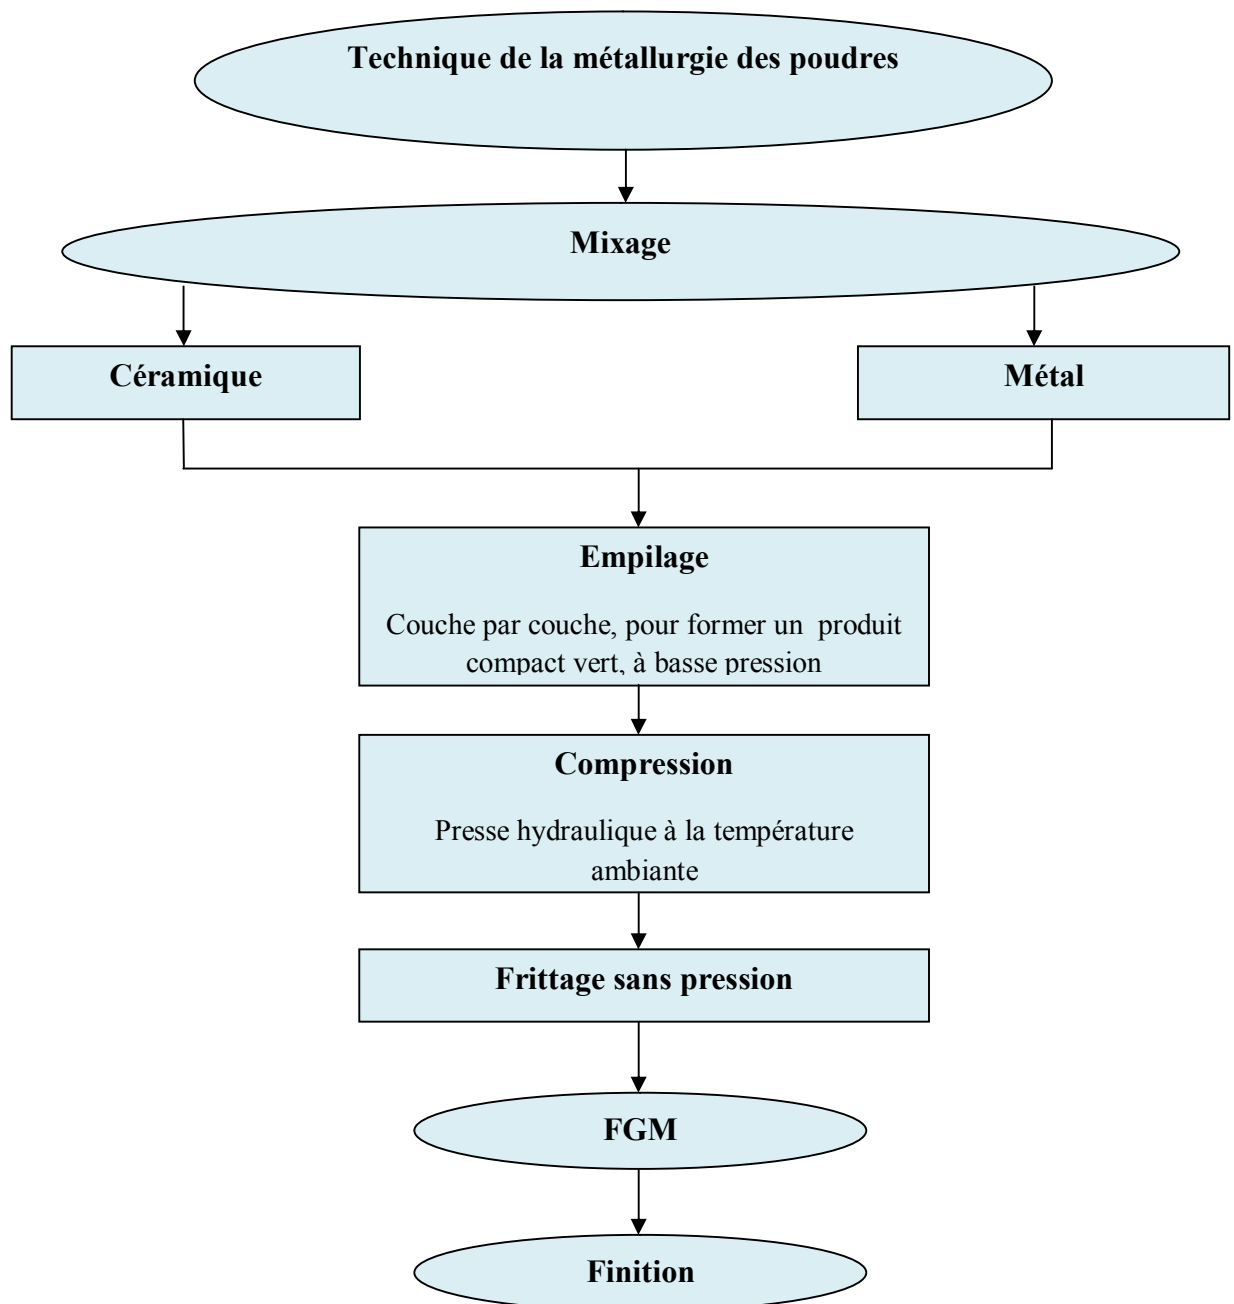 Technique de la métallurgie des poudres
Mixage
Céramique
Métal
Empilage
Couche par couche, pour former un produit
compact vert, à basse pression
Compression
Presse hydraulique à la température
ambiante
Frittage sans pression
FGM
Finition